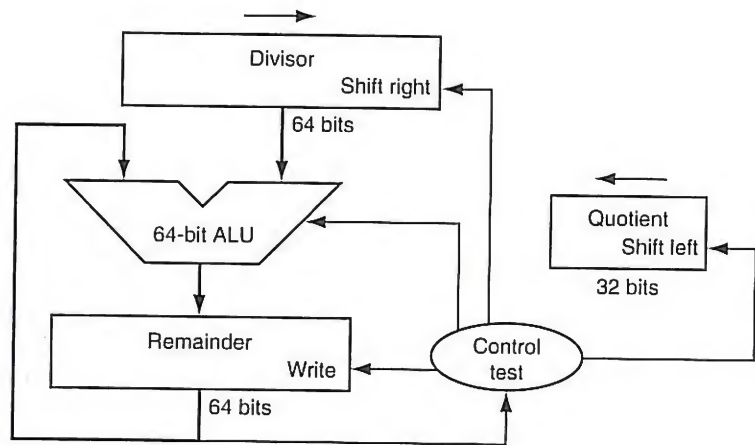 Divisor
Shift right
64 bits
64-bit ALU
Quotient
Shift left
32 bits
Remainder
Write
Control
test
64 bits